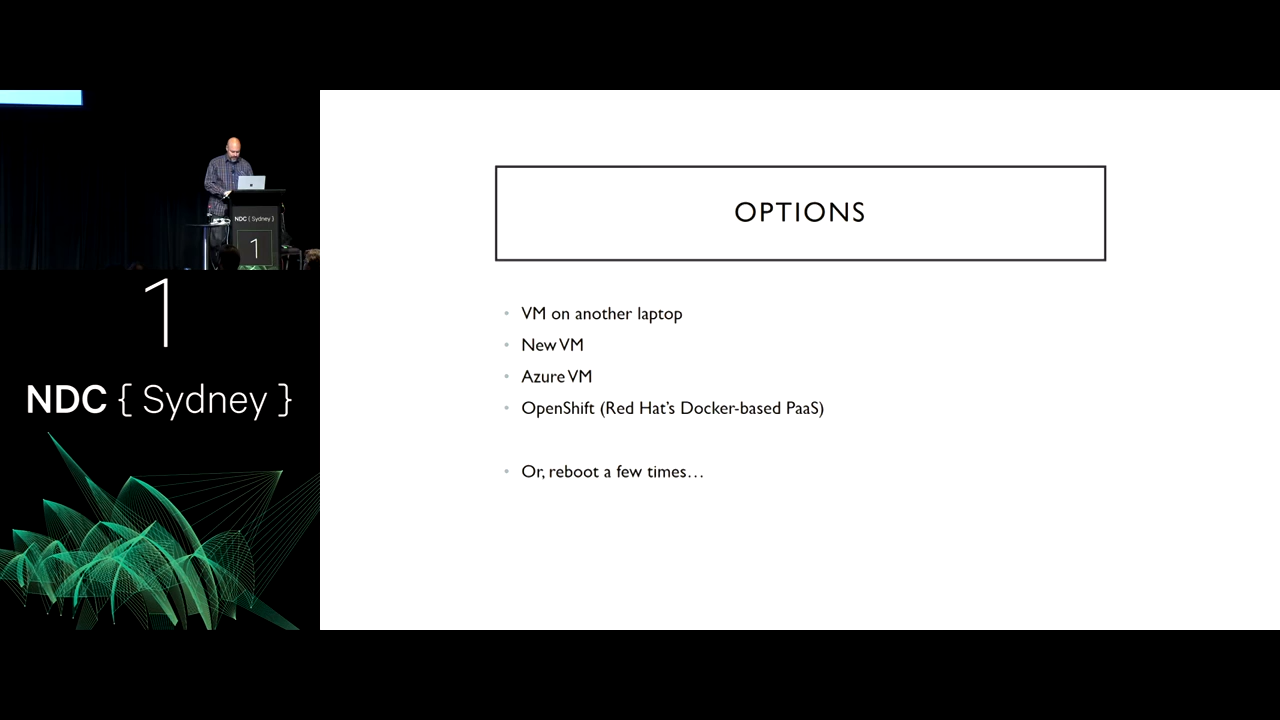 NDC { Sydney }
1
1
NDC { Sydney }
OPTIONS
• VM on another laptop
• New VM
• Azure VM
• OpenShift (Red Hat’s Docker-based PaaS)
• Or, reboot a few times…